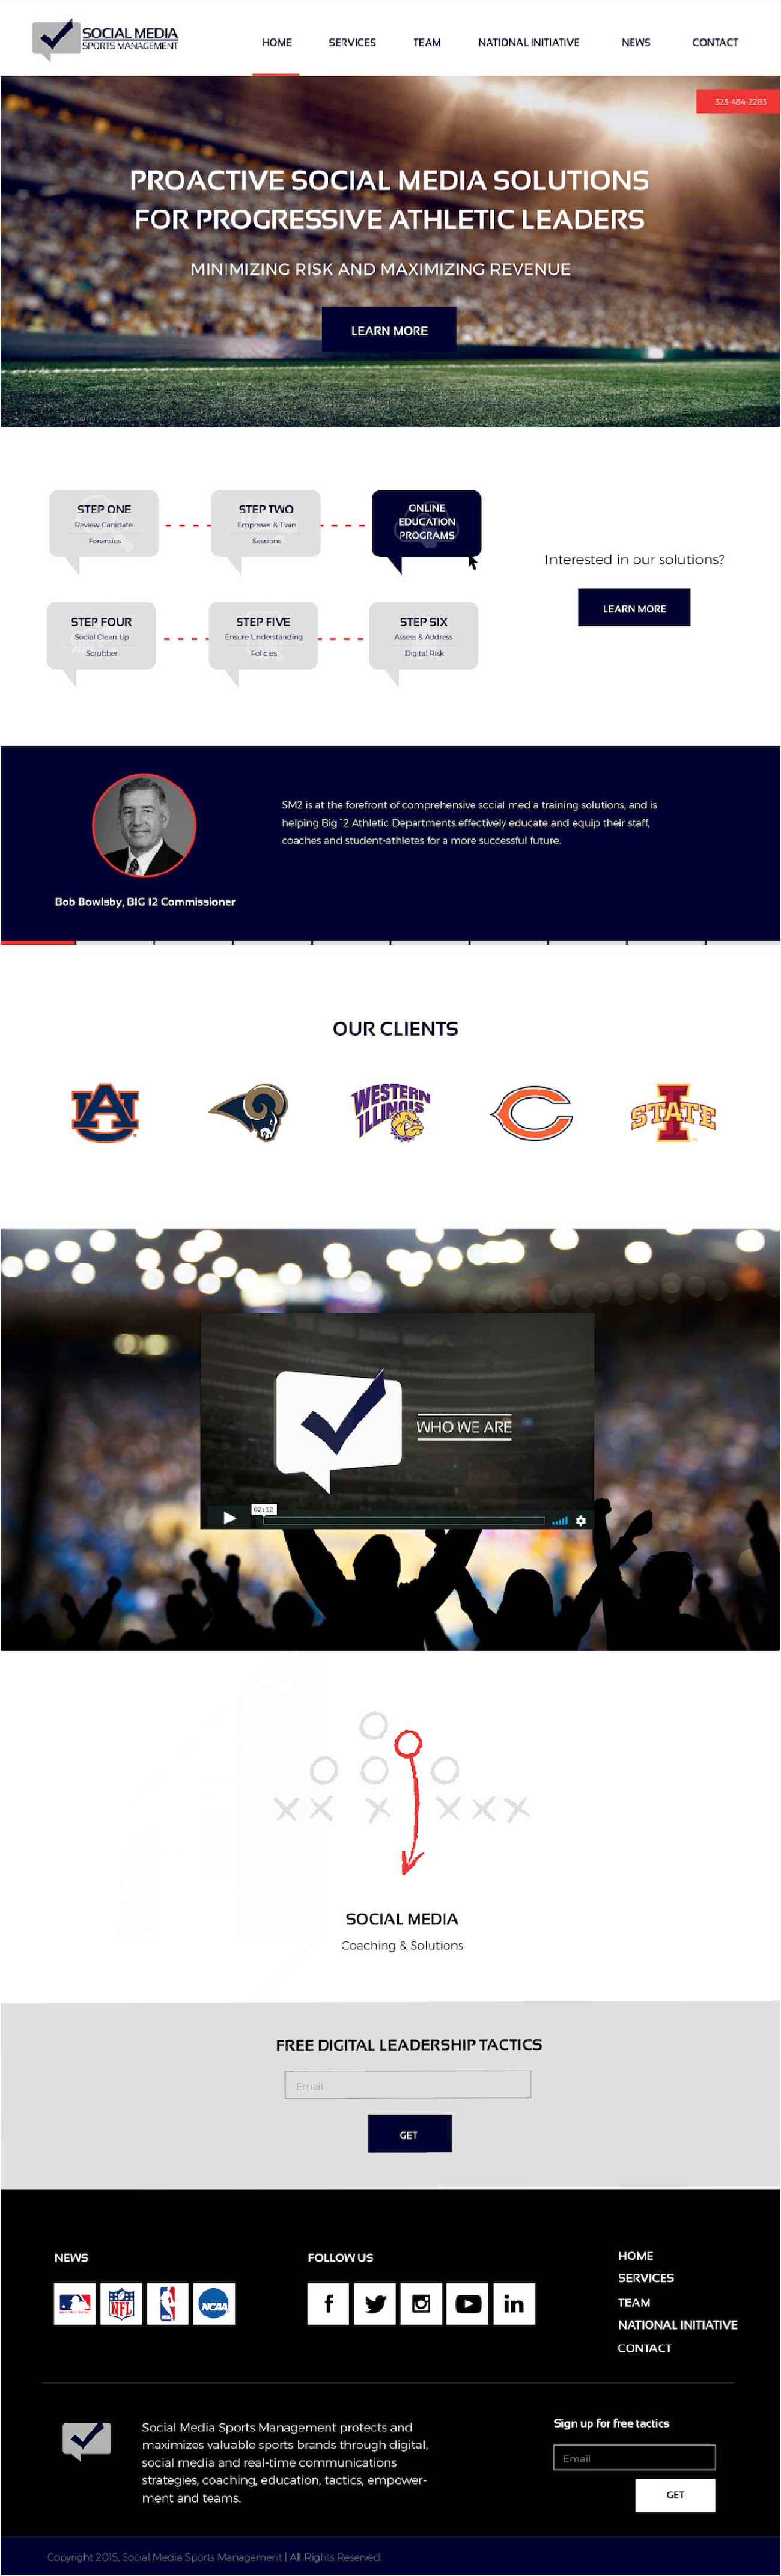 SOCIAL MEDIA
SPORTS MANAGEMENT
HOME
SERVICES
TEAM
NATIONAL INITIATIVE
NEWS
CONTACT
323-484-2283
PROACTIVE SOCIAL MEDIA SOLUTIONS
FOR PROGRESSIVE ATHLETIC LEADERS
MINIMIZING RISK AND MAXIMIZING REVENUE
LEARN MORE
STEP ONE
Review Canidate
Forensics
STEP TWO
Empower & Train
Sessions
ONLINE
EDUCATION
PROGRAMS
Interested in our solutions?
LEARN MORE
STEP FOUR
Social Clean Up
Scrubber
STEP FIVE
Ensure Understanding
Policies
STEP SIX
Assess & Address
Digital Risk
SM2 is at the forefront of comprehensive social media training solutions, and is
helping Big 12 Athletic Departments effectively educate and equip their staff,
coaches and student-athletes for a more successful future.
Bob Bowlsby, BIG 12 Commissioner
OUR CLIENTS
AU
WESTERN
ILLINOIS
C
I
STATE
WHO WE ARE
02:12
SOCIAL MEDIA
Coaching & Solutions
FREE DIGITAL LEADERSHIP TACTICS
Email
GET
NEWS
NFL
NCAA
FOLLOW US
f
in
HOME
SERVICES
TEAM
NATIONAL INITIATIVE
CONTACT
Social Media Sports Management protects and
maximizes valuable sports brands through digital,
social media and real-time communications
strategies, coaching, education, tactics, empower-
ment and teams.
Sign up for free tactics
Email
GET
Copyright 2015, Social Media Sports Management | All Rights Reserved.